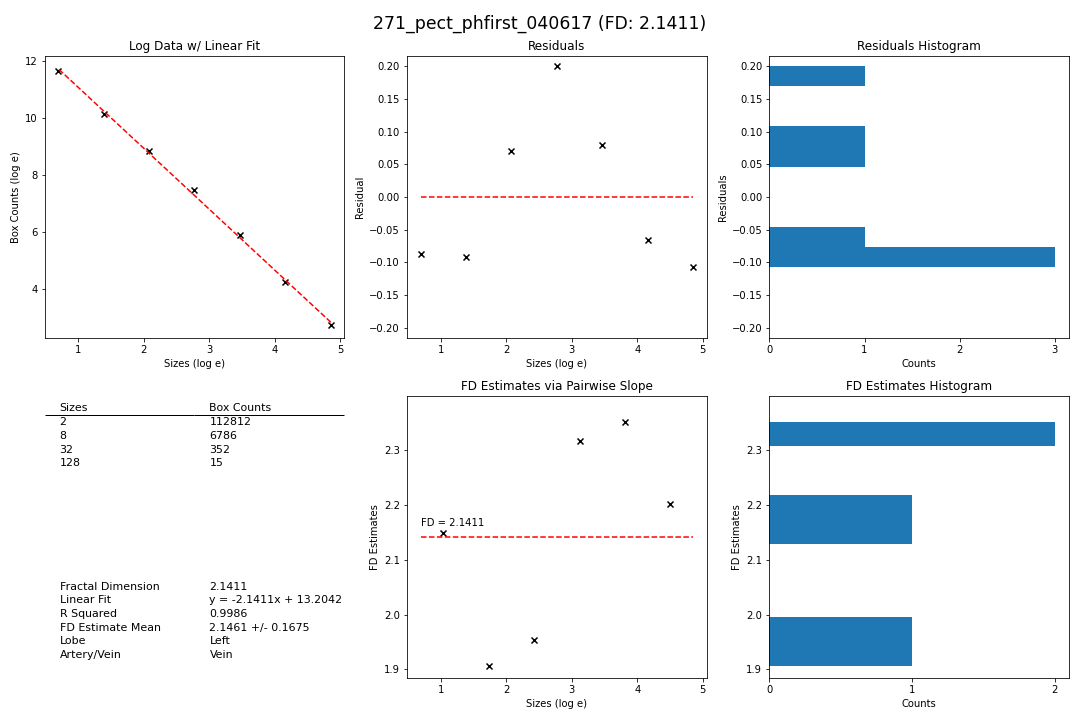 271_pect_phfirst_040617 (FD: 2.1411)
Log Data w/ Linear Fit
Box Counts (log e)
12
10
8
6
4
1 2 3 4 5
Sizes (log e)
Residuals
Residual
0.20
0.15
0.10
0.05
0.00
−0.05
−0.10
−0.15
−0.20
1 2 3 4 5
Sizes (log e)
Residuals Histogram
Residuals
0.20
0.15
0.10
0.05
0.00
−0.05
−0.10
−0.15
−0.20
0 1 2 3
Counts
Sizes Box Counts
2 112812
8 6786
32 352
128 15
Fractal Dimension 2.1411
Linear Fit y = -2.1411x + 13.2042
R Squared 0.9986
FD Estimate Mean 2.1461 +/- 0.1675
Lobe Left
Artery/Vein Vein
FD Estimates via Pairwise Slope
FD Estimates
2.3
2.2
2.1
2.0
1.9
FD = 2.1411
1 2 3 4 5
Sizes (log e)
FD Estimates Histogram
FD Estimates
2.3
2.2
2.1
2.0
1.9
0 1 2
Counts